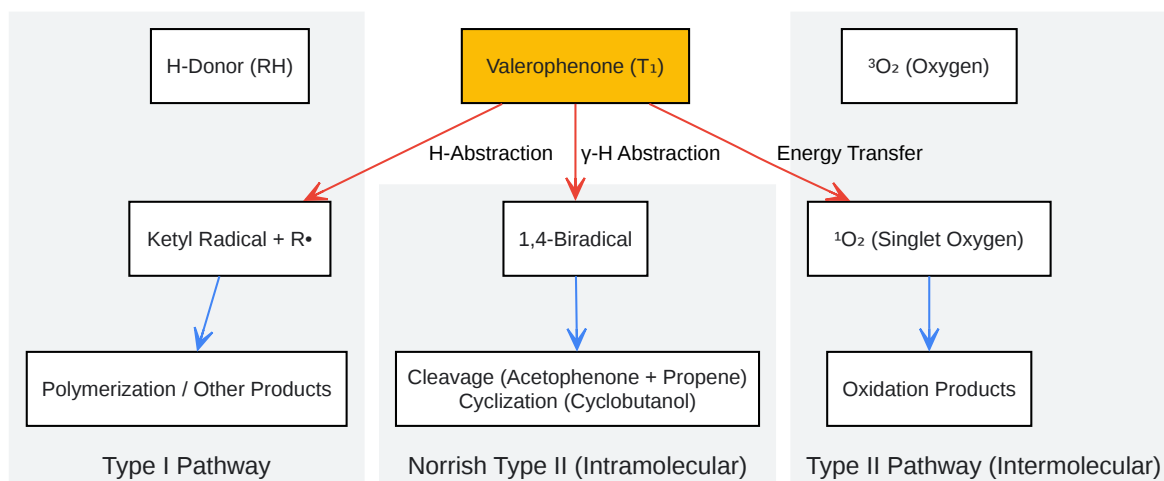 H-Donor (RH)
Valerophenone (T₁)
³O₂ (Oxygen)
H-Abstraction
γ-H Abstraction
Energy Transfer
Ketyl Radical + R•
1,4-Biradical
¹O₂ (Singlet Oxygen)
Polymerization / Other Products
Cleavage (Acetophenone + Propene)
Cyclization (Cyclobutanol)
Oxidation Products
Type I Pathway
Norrish Type II (Intramolecular)
Type II Pathway (Intermolecular)